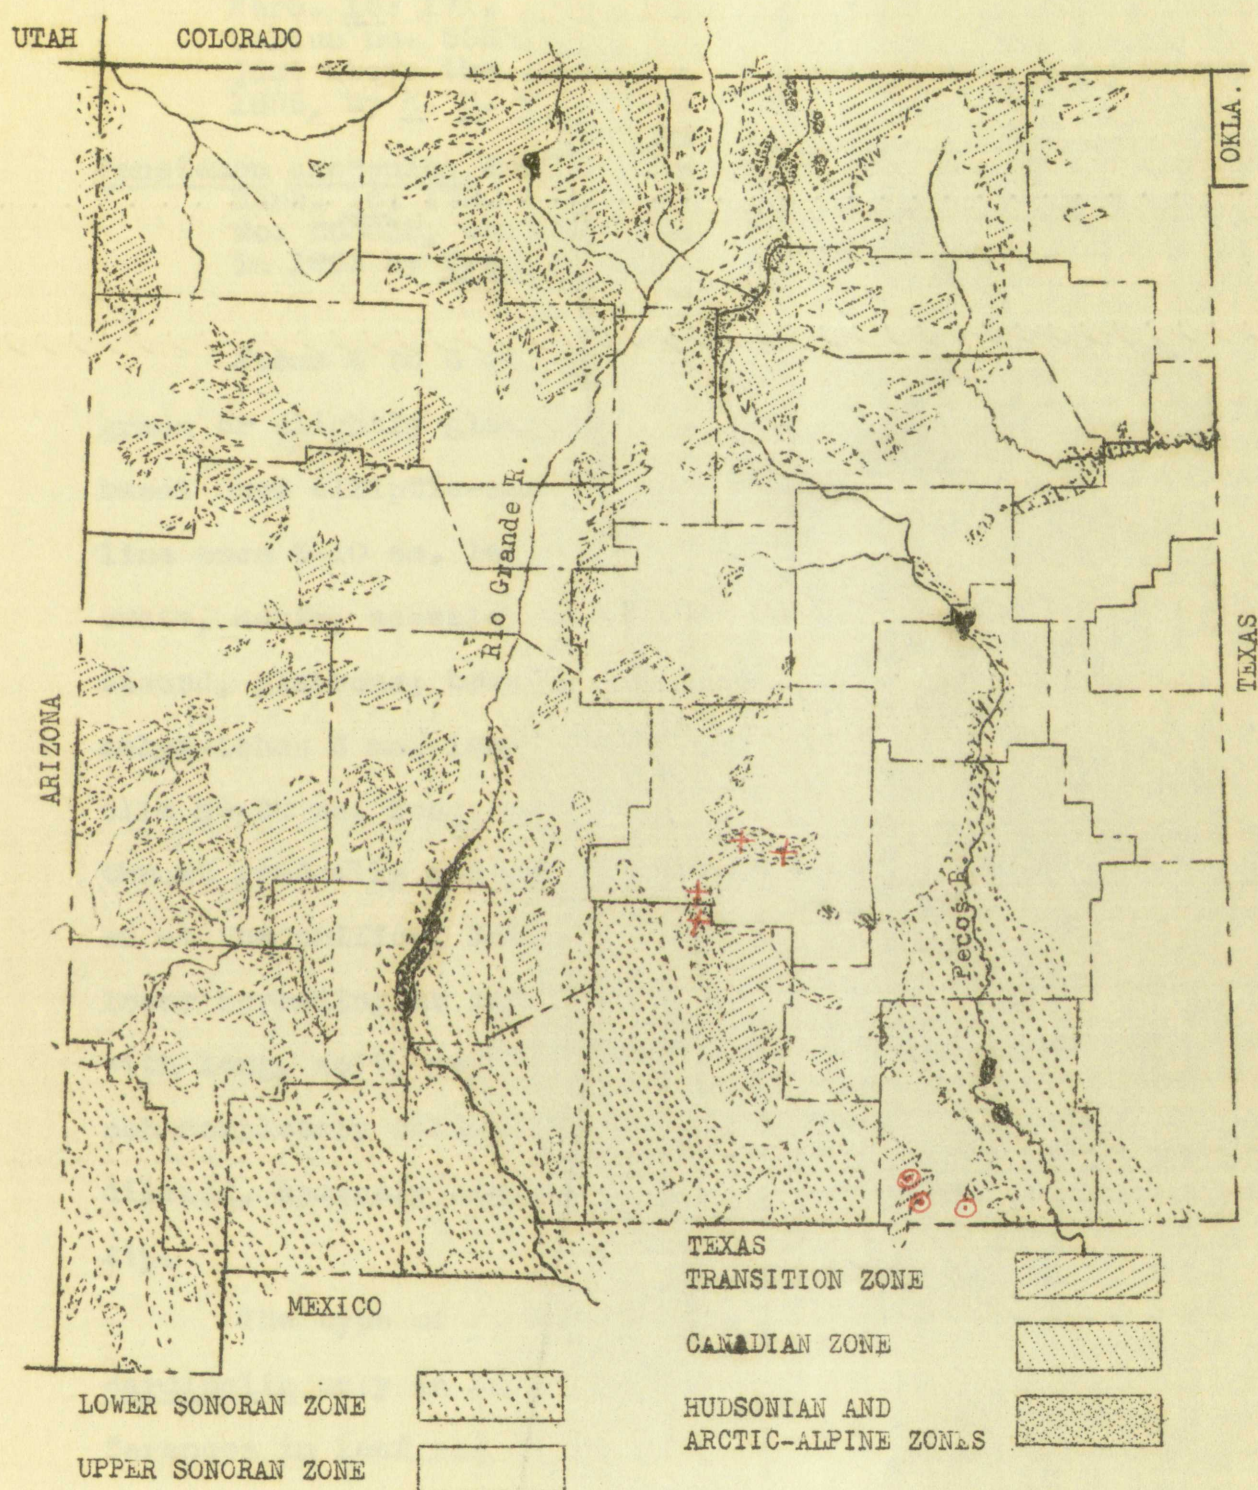 UTAH
COLORADO
OKLA.
Rio Grande R.
ARIZONA
TEXAS
Pecos R.
TEXAS
MEXICO
TRANSITION ZONE
CANADIAN ZONE
HUDSONIAN AND
ARCTIC-ALPINE ZONES
LOWER SONORAN ZONE
UPPER SONORAN ZONE